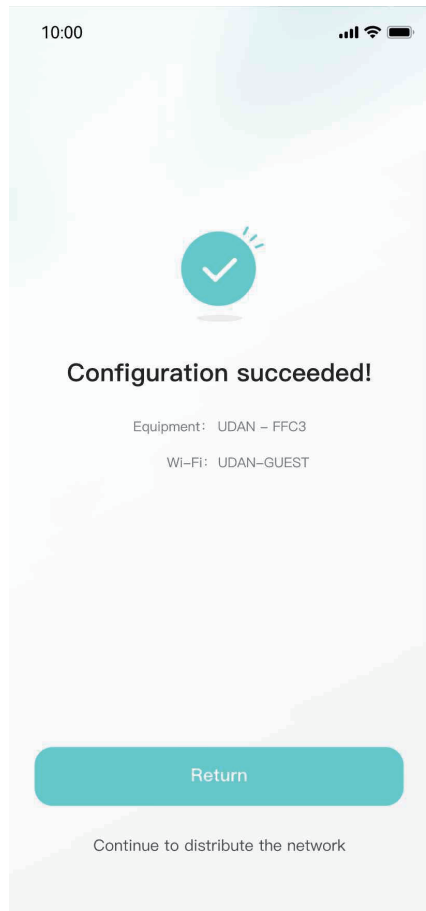 10:00
Configuration succeeded!
Equipment: UDAN – FFC3
Wi–Fi: UDAN–GUEST
Return
Continue to distribute the network